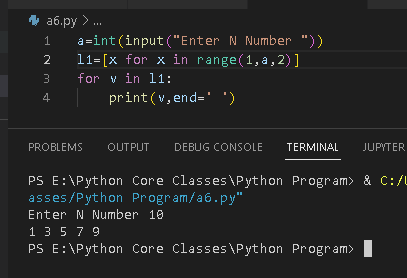 a6.py > ...
1 a=int(input("Enter N Number "))
2 l1=[x for x in range(1,a,2)]
3 for v in l1:
4 print(v,end=' ')
PROBLEMS OUTPUT DEBUG CONSOLE TERMINAL JUPYTER
PS E:\Python Core Classes\Python Program> & C:/U
asses/Python Program/a6.py"
Enter N Number 10
1 3 5 7 9
PS E:\Python Core Classes\Python Program>